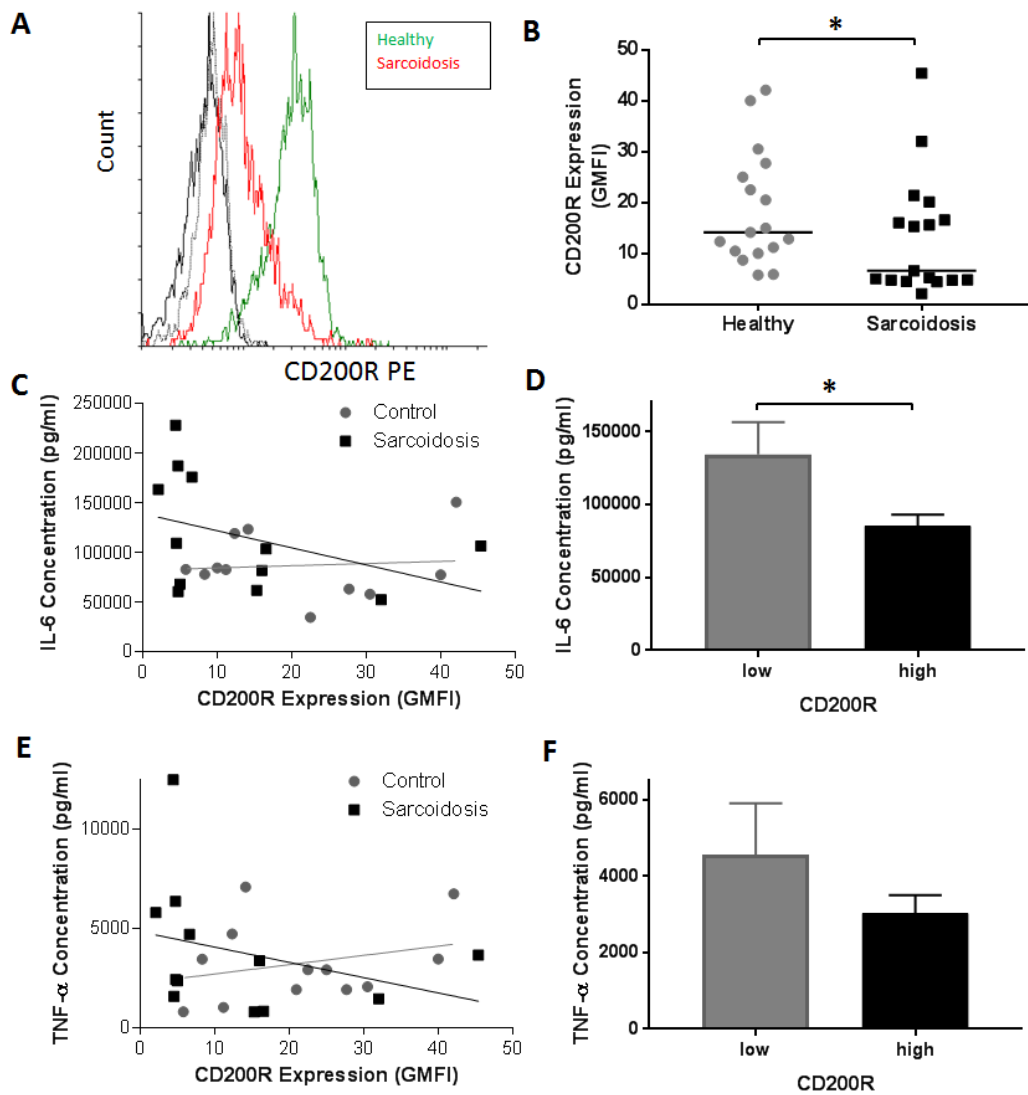 A
Healthy
Sarcoidosis
Count
CD200R PE
B
*
CD200R Expression
(GMFI)
50
40
30
20
10
0
Healthy
Sarcoidosis
C
IL-6 Concentration (pg/ml)
250000
200000
150000
100000
50000
0
Control
Sarcoidosis
0
10
20
30
40
50
CD200R Expression (GMFI)
D
*
IL-6 Concentration (pg/ml)
150000
100000
50000
0
low
high
CD200R
E
TNF-α Concentration (pg/ml)
10000
5000
0
Control
Sarcoidosis
0
10
20
30
40
50
CD200R Expression (GMFI)
F
TNF-α Concentration (pg/ml)
6000
4000
2000
0
low
high
CD200R